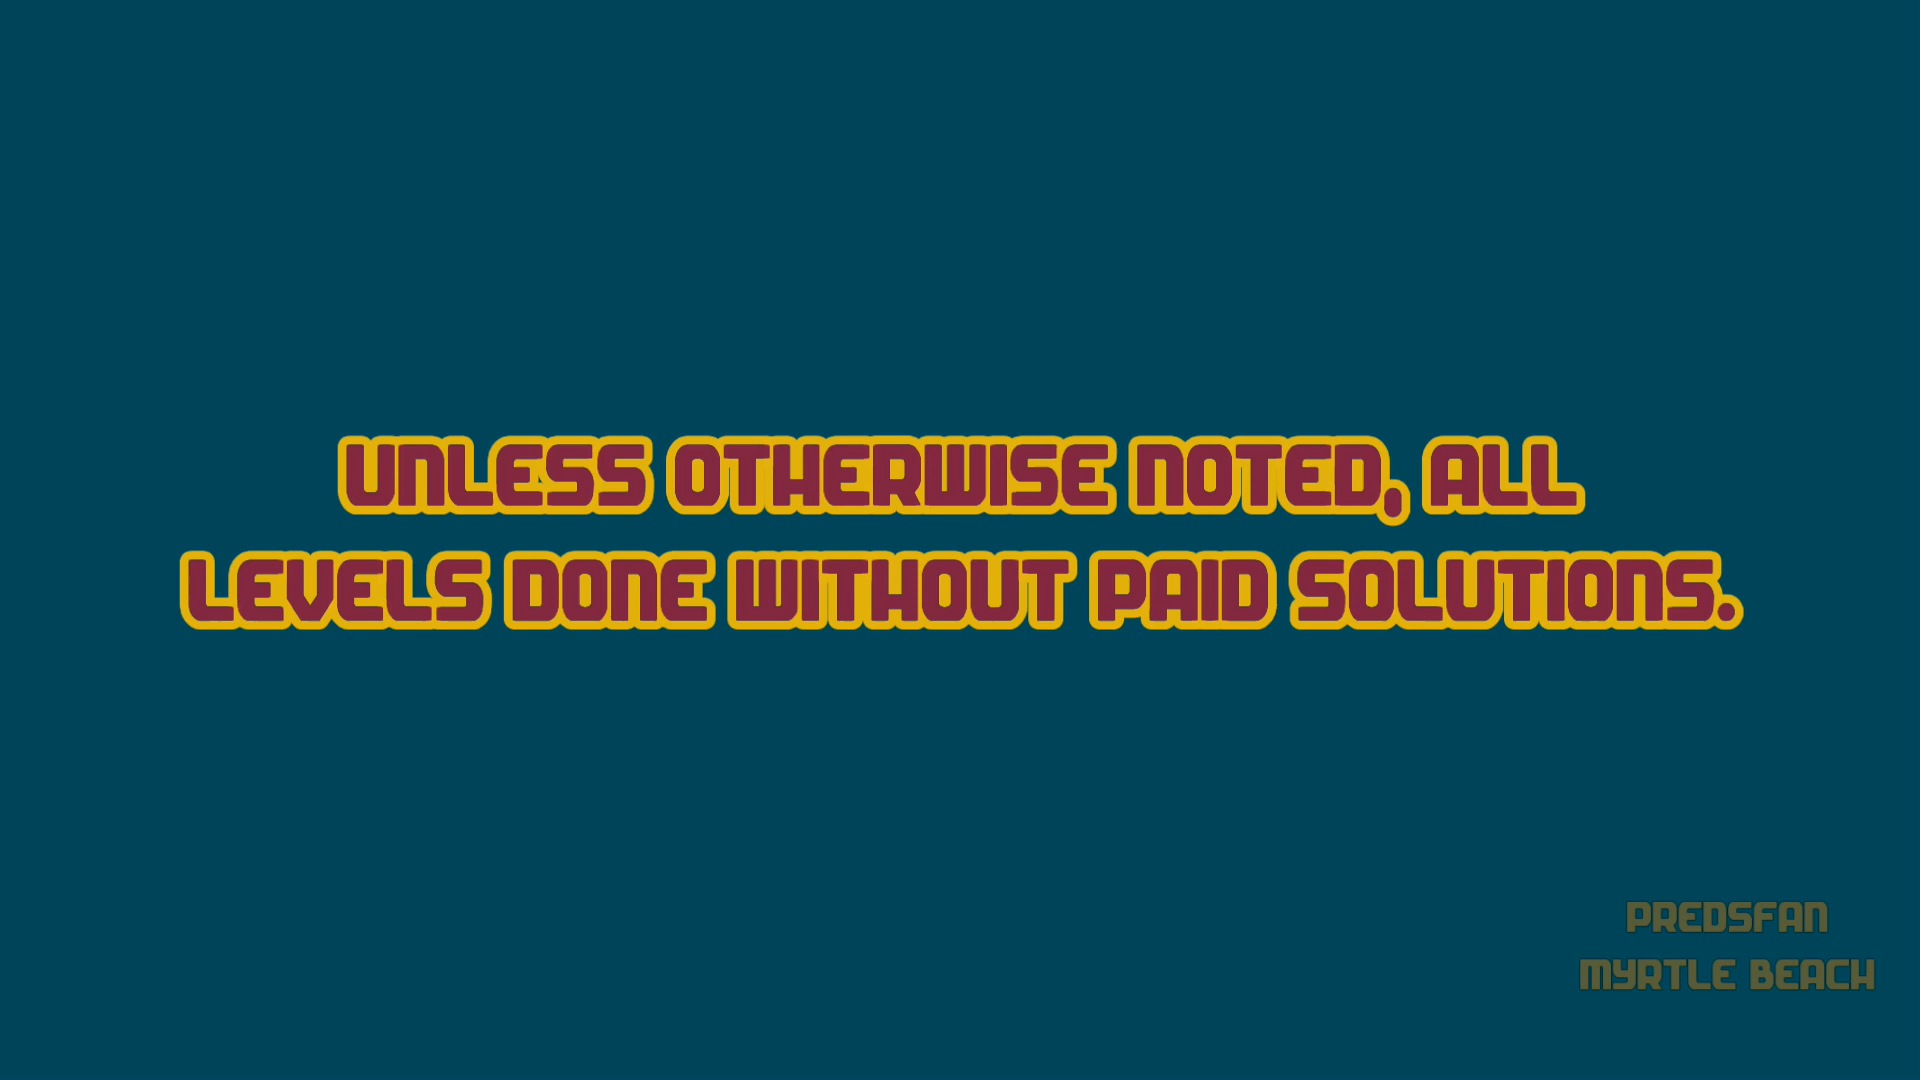 UNLESS OTHERWISE NOTED, ALL
LEVELS DONE WITHOUT PAID SOLUTIONS.
PREDSFAN
MYRTLE BEACH